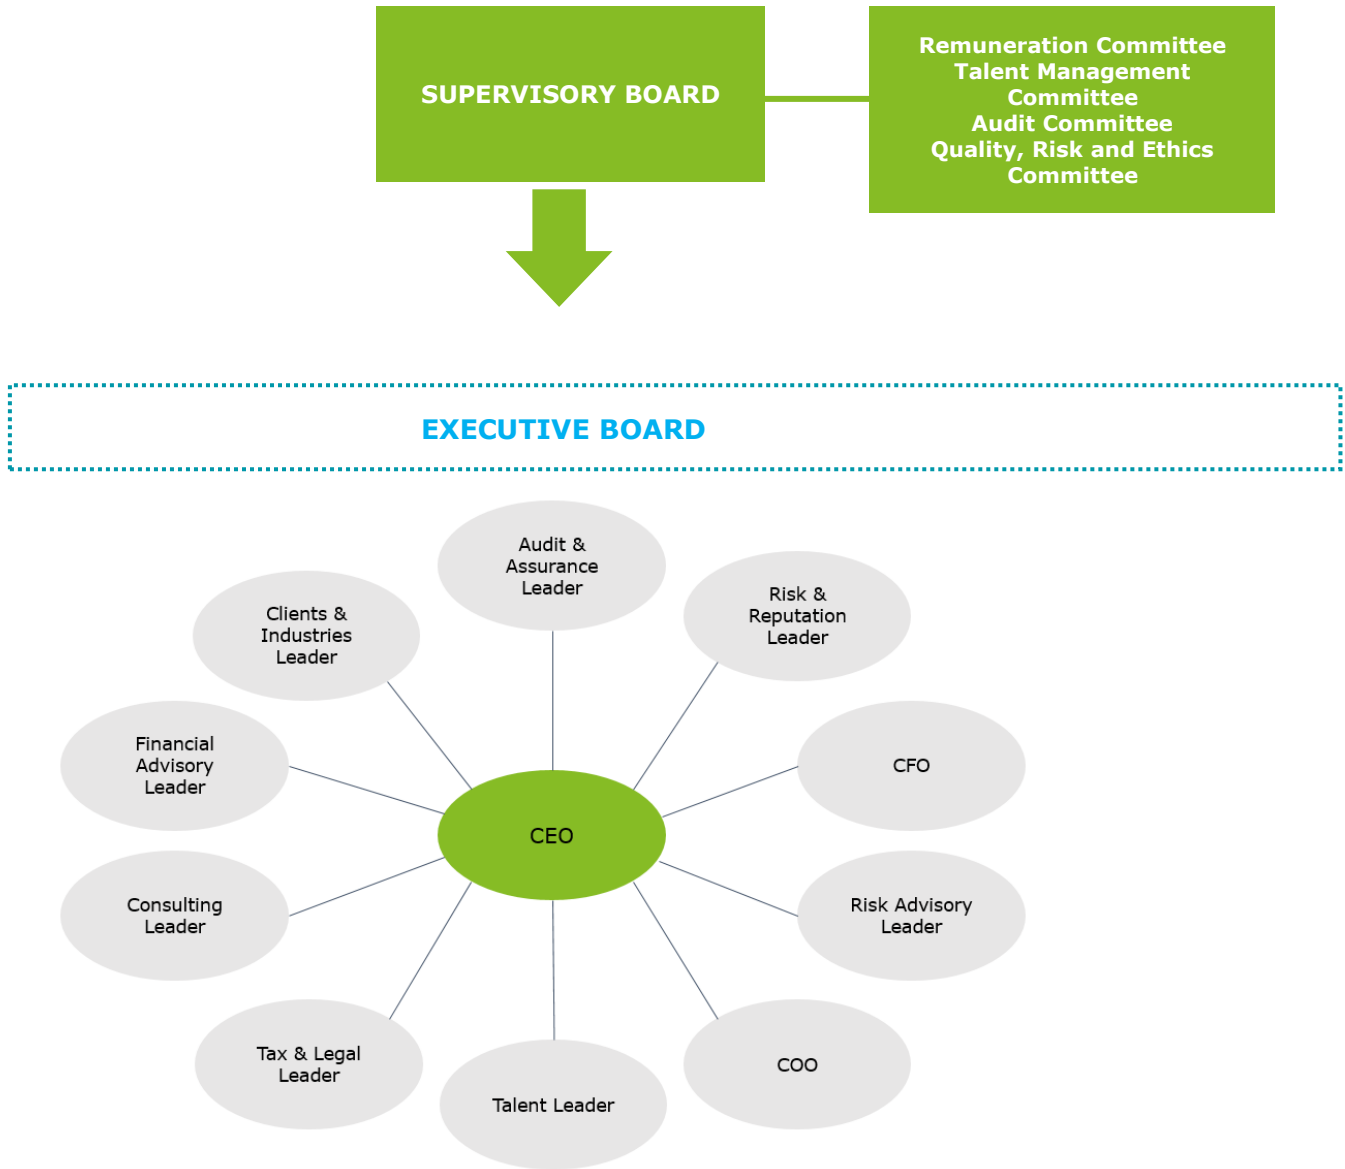 SUPERVISORY BOARD
Remuneration Committee
Talent Management
Committee
Audit Committee
Quality, Risk and Ethics
Committee
EXECUTIVE BOARD
Audit &
Assurance
Leader
Risk &
Reputation
Leader
Clients &
Industries
Leader
Financial
Advisory
Leader
CFO
CEO
Consulting
Leader
Risk Advisory
Leader
Tax & Legal
Leader
Talent Leader
COO